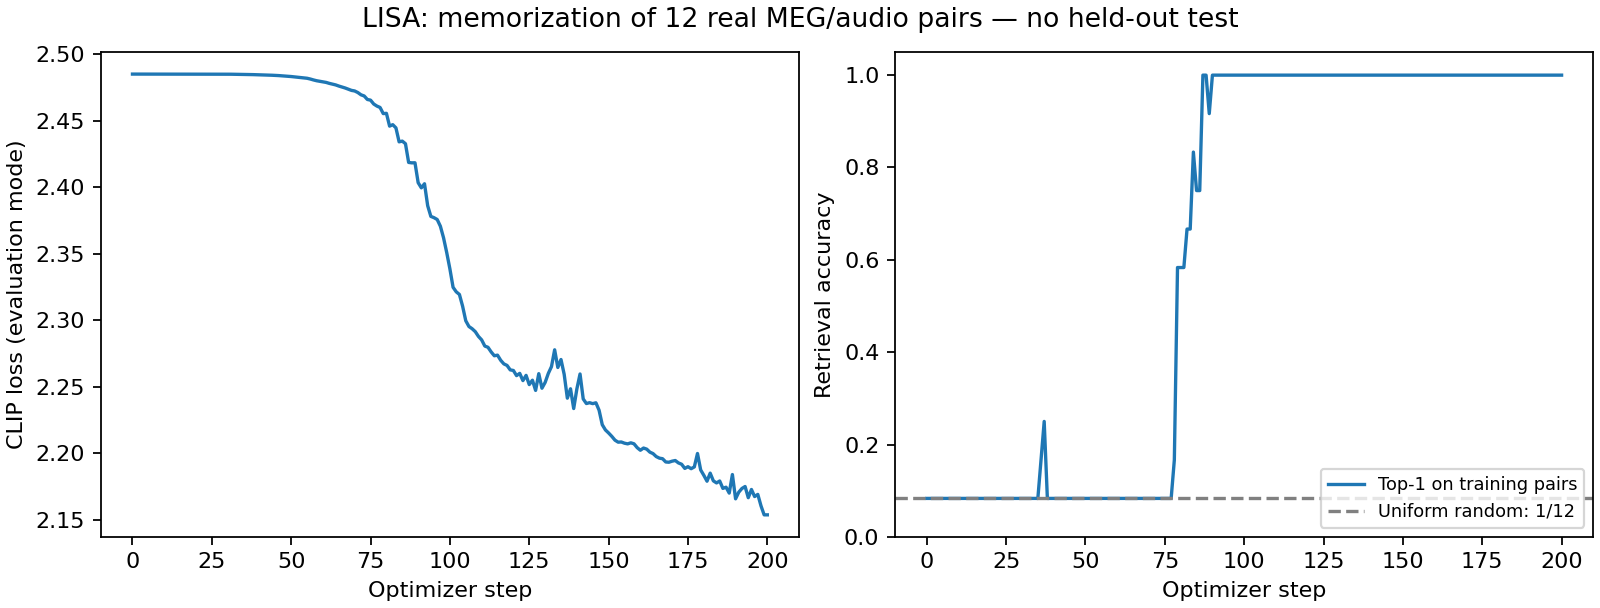 LISA: memorization of 12 real MEG/audio pairs — no held-out test
CLIP loss (evaluation mode)
2.50
2.45
2.40
2.35
2.30
2.25
2.20
2.15
0 25 50 75 100 125 150 175 200
Optimizer step
Retrieval accuracy
1.0
0.8
0.6
0.4
0.2
0.0
Top-1 on training pairs
Uniform random: 1/12
0 25 50 75 100 125 150 175 200
Optimizer step